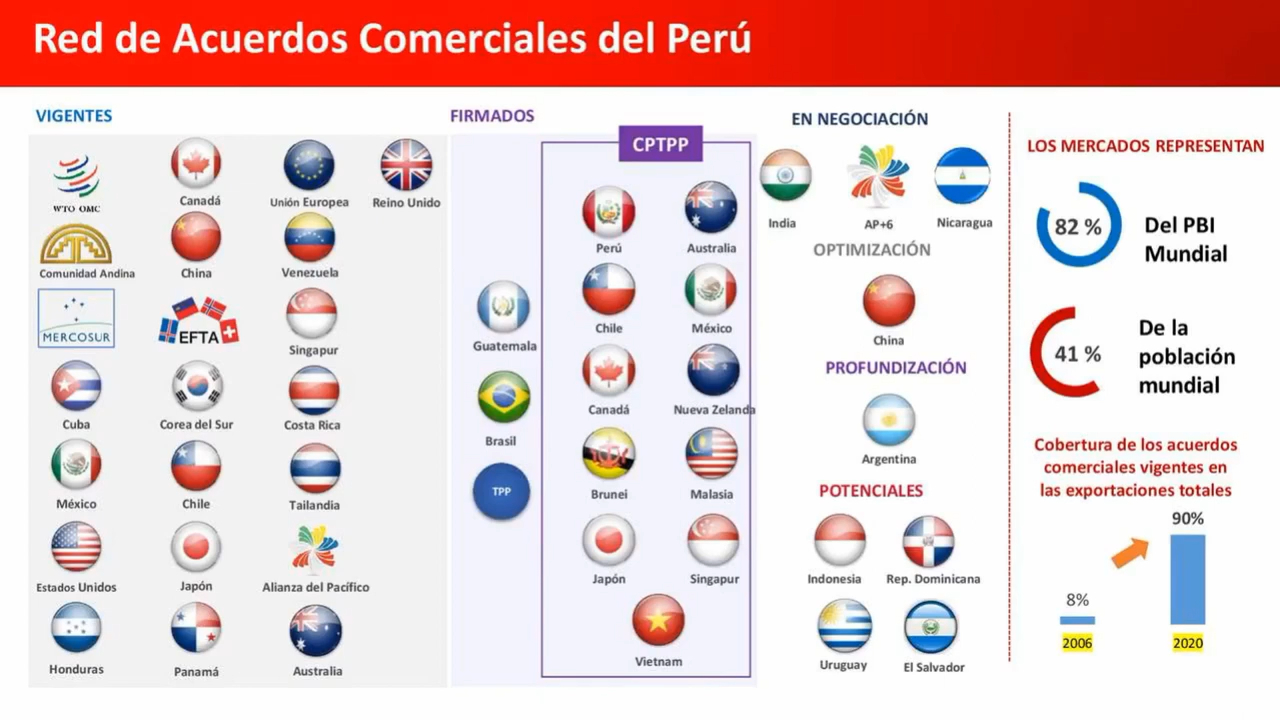 Red de Acuerdos Comerciales del Perú
VIGENTES
WTO OMC
Canadá
Unión Europea
Reino Unido
Comunidad Andina
China
Venezuela
MERCOSUR
EFTA
Singapur
Cuba
Corea del Sur
Costa Rica
México
Chile
Tailandia
Estados Unidos
Japón
Alianza del Pacífico
Honduras
Panamá
Australia
FIRMADOS
Guatemala
Brasil
TPP
CPTPP
Perú
Australia
Chile
México
Canadá
Nueva Zelanda
Brunei
Malasia
Japón
Singapur
Vietnam
EN NEGOCIACIÓN
India
AP+6
Nicaragua
OPTIMIZACIÓN
China
PROFUNDIZACIÓN
Argentina
POTENCIALES
Indonesia
Rep. Dominicana
Uruguay
El Salvador
LOS MERCADOS REPRESENTAN
82 %
Del PBI
Mundial
41 %
De la
población
mundial
Cobertura de los acuerdos
comerciales vigentes en
las exportaciones totales
90%
8%
2006
2020